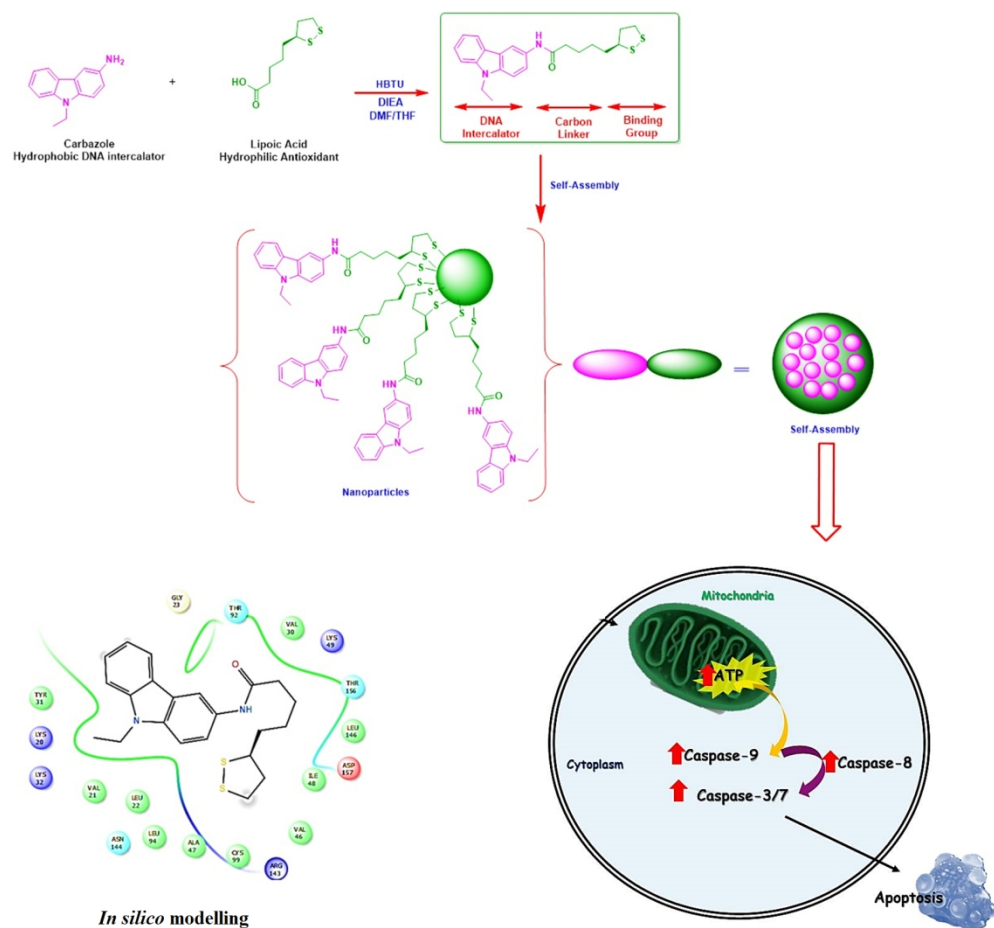 NH₂
N
+
HO
O
S
S
HBTU
DIEA
DMF/THF
H
N
O
S
S
N
DNA
Intercalator
Carbon
Linker
Binding
Group
Carbazole
Hydrophobic DNA intercalator
Lipoic Acid
Hydrophilic Antioxidant
Self-Assembly
H
N
O
S
S
N
NH
O
S
S
N
HN
O
S
S
N
HN
O
S
S
N
Nanoparticles
=
Self-Assembly
GLY
23
THR
92
VAL
30
LYS
49
THR
156
TYR
31
LYS
20
LYS
32
LEU
146
ASP
157
ILE
48
VAL
21
LEU
22
ASN
144
LEU
94
ALA
47
CYS
99
VAL
46
ARG
143
O
N
NH
S
S
In silico modelling
Mitochondria
ATP
Cytoplasm
Caspase-9
Caspase-8
Caspase-3/7
Apoptosis